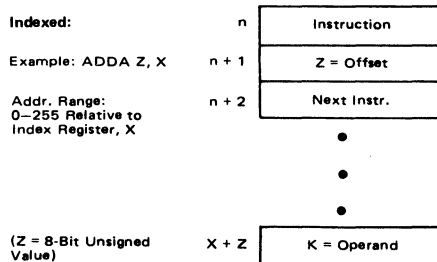 Indexed: n Instruction
Example: ADDA Z, X n + 1 Z = Offset
Addr. Range: n + 2 Next Instr.
0–255 Relative to
Index Register, X
(Z = 8-Bit Unsigned X + Z K = Operand
Value)